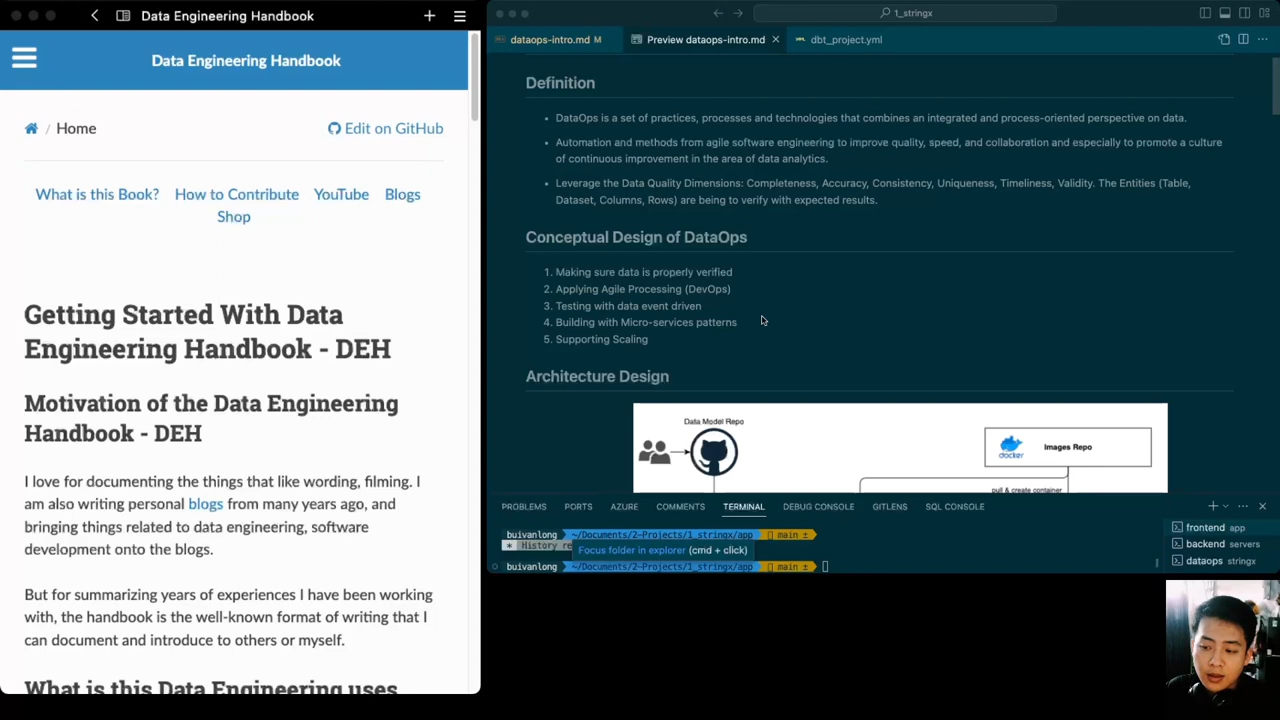 Data Engineering Handbook
Data Engineering Handbook
Home
Edit on GitHub
What is this Book? How to Contribute YouTube Blogs
Shop
Getting Started With Data
Engineering Handbook - DEH
Motivation of the Data Engineering
Handbook - DEH
I love for documenting the things that like wording, filming. I
am also writing personal blogs from many years ago, and
bringing things related to data engineering, software
development onto the blogs.
But for summarizing years of experiences I have been working
with, the handbook is the well-known format of writing that I
can document and introduce to others or myself.
What is this Data Engineering uses
1_stringx
dataops-intro.md M
Preview dataops-intro.md
dbt_project.yml
Definition
• DataOps is a set of practices, processes and technologies that combines an integrated and process-oriented perspective on data.
• Automation and methods from agile software engineering to improve quality, speed, and collaboration and especially to promote a culture
of continuous improvement in the area of data analytics.
• Leverage the Data Quality Dimensions: Completeness, Accuracy, Consistency, Uniqueness, Timeliness, Validity. The Entities (Table,
Dataset, Columns, Rows) are being to verify with expected results.
Conceptual Design of DataOps
1. Making sure data is properly verified
2. Applying Agile Processing (DevOps)
3. Testing with data event driven
4. Building with Micro-services patterns
5. Supporting Scaling
Architecture Design
Data Model Repo
docker
Images Repo
pull & create container
PROBLEMS PORTS AZURE COMMENTS TERMINAL DEBUG CONSOLE GITLENS SQL CONSOLE
buivanlong ~/Documents/2-Projects/1_stringx/app main ±
* History re
Focus folder in explorer (cmd + click)
buivanlong ~/Documents/2-Projects/1_stringx/app main ±
frontend app
backend servers
dataops stringx